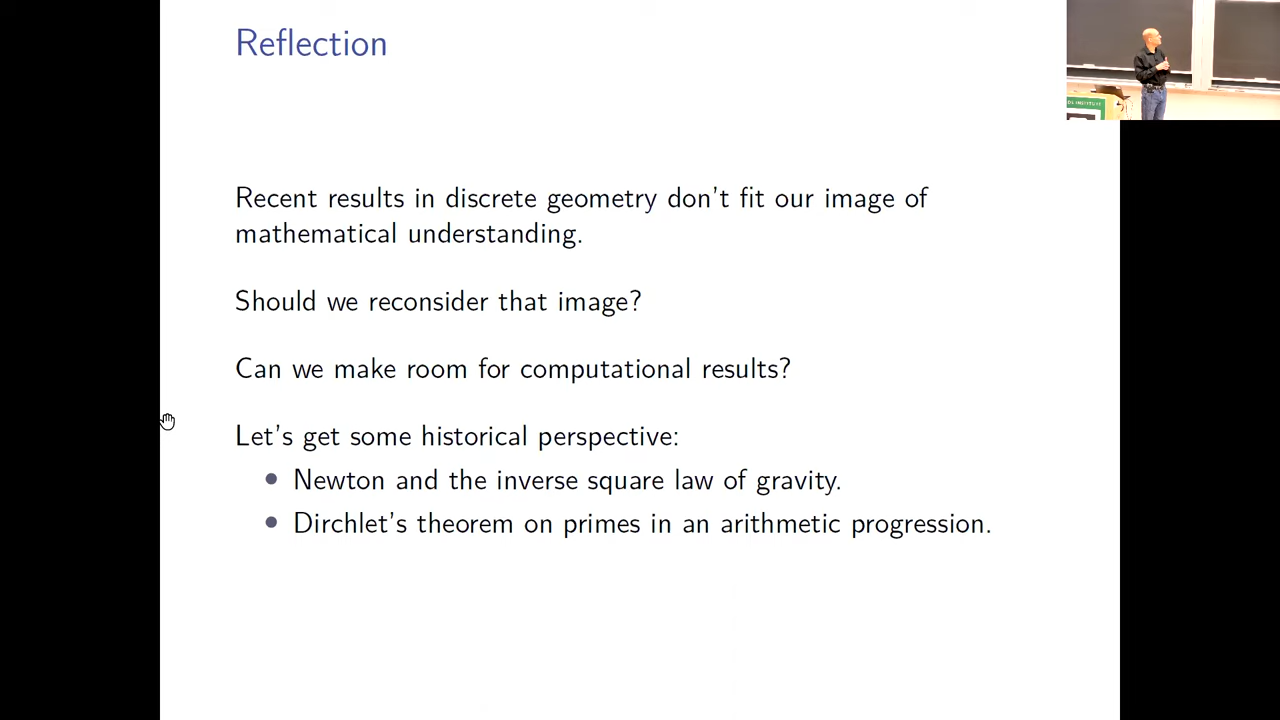 Reflection
Recent results in discrete geometry don't fit our image of
mathematical understanding.
Should we reconsider that image?
Can we make room for computational results?
Let's get some historical perspective:
• Newton and the inverse square law of gravity.
• Dirchlet's theorem on primes in an arithmetic progression.
INSTITUTE